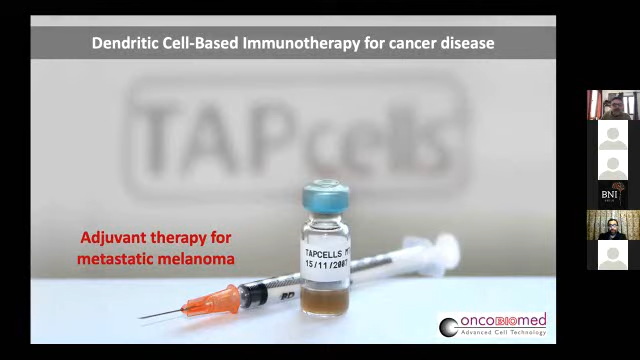 Dendritic Cell-Based Immunotherapy for cancer disease
TAPcells
Adjuvant therapy for
metastatic melanoma
TAPCELLS M
15/11/2007
BD
oncoBIOmed
Advanced Cell Technology
BNI